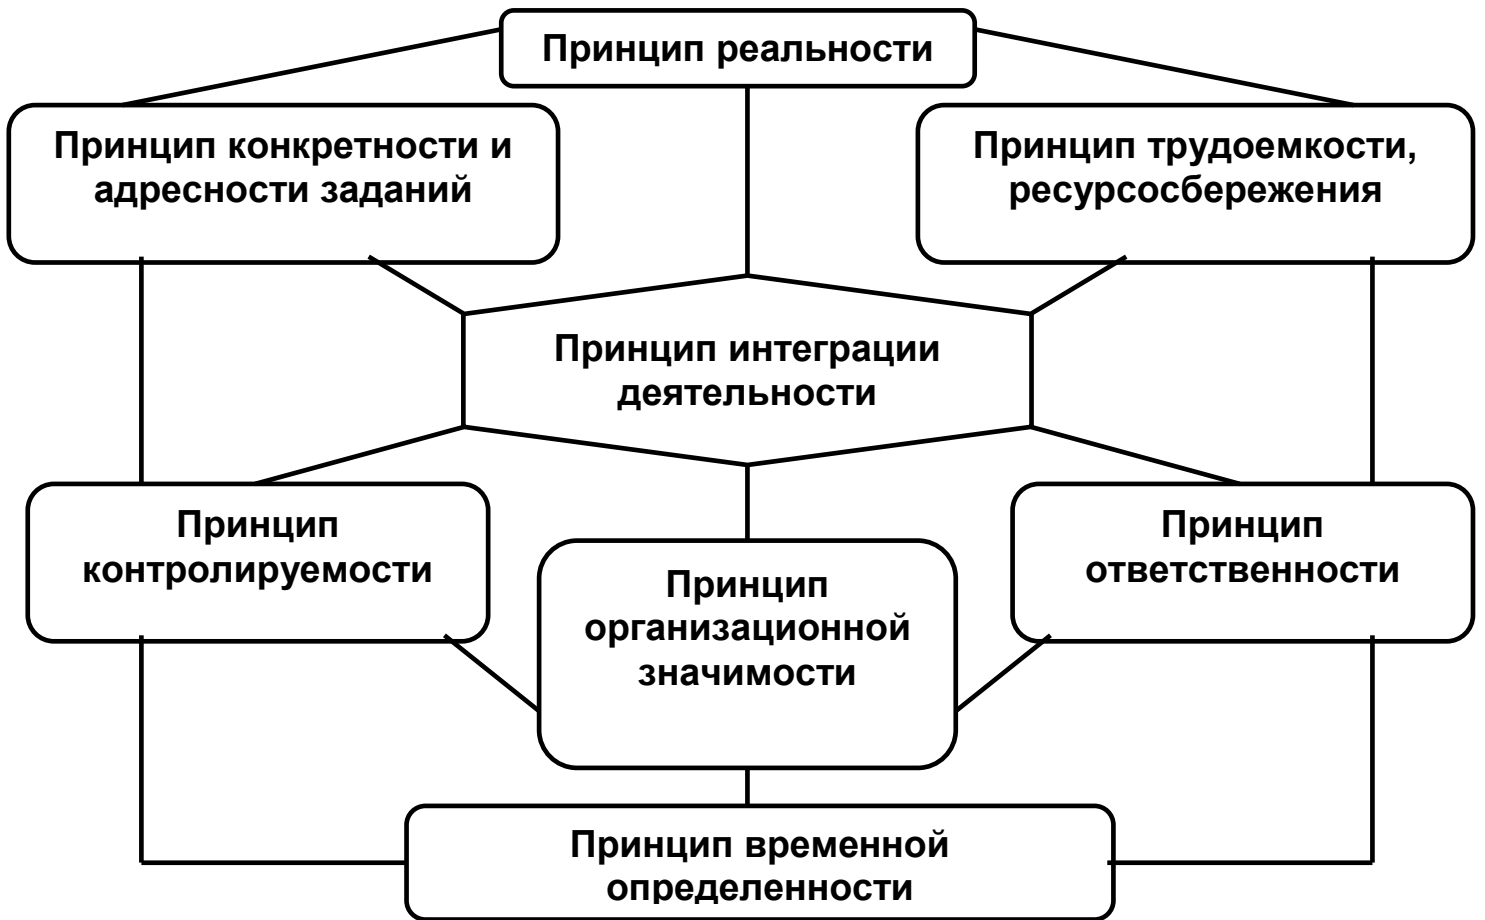 Принцип реальности
Принцип конкретности и
адресности заданий
Принцип трудоемкости,
ресурсосбережения
Принцип интеграции
деятельности
Принцип
контролируемости
Принцип
организационной
значимости
Принцип
ответственности
Принцип временной
определенности